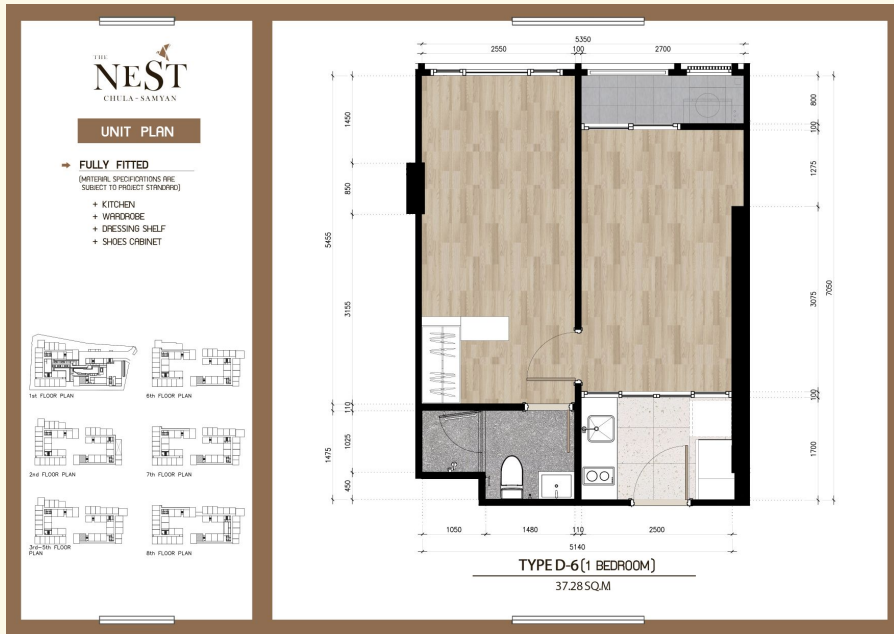 THE
NEST
CHULA - SAMYAN
UNIT PLAN
FULLY FITTED
(MATERIAL SPECIFICATIONS ARE
SUBJECT TO PROJECT STANDARD)
+ KITCHEN
+ WARDROBE
+ DRESSING SHELF
+ SHOES CABINET
1st FLOOR PLAN
6th FLOOR PLAN
2nd FLOOR PLAN
7th FLOOR PLAN
3rd-5th FLOOR
PLAN
8th FLOOR PLAN
5350
2550 100 2700
1450
850
5455
3155
110
1025
1475
450
800
100
1275
3075
7050
100
1700
1050 1480 110 2500
5140
TYPE D-6 (1 BEDROOM)
37.28 SQ.M